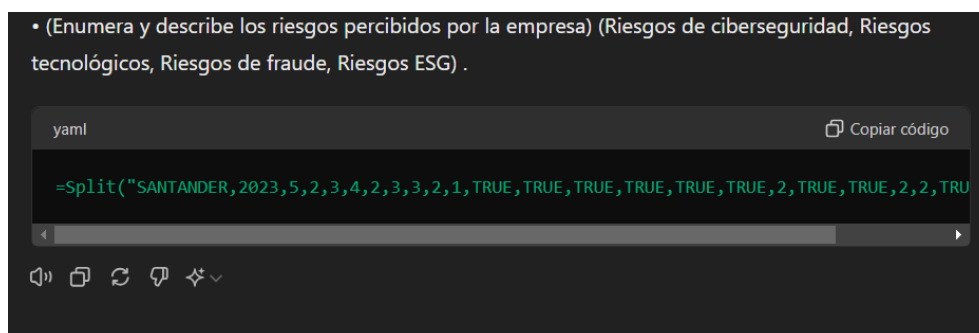 • (Enumera y describe los riesgos percibidos por la empresa) (Riesgos de ciberseguridad, Riesgos
tecnológicos, Riesgos de fraude, Riesgos ESG) .
yaml
Copiar código
=Split("SANTANDER,2023,5,2,3,4,2,3,3,2,1,TRUE,TRUE,TRUE,TRUE,TRUE,TRUE,2,TRUE,TRUE,2,2,TRU